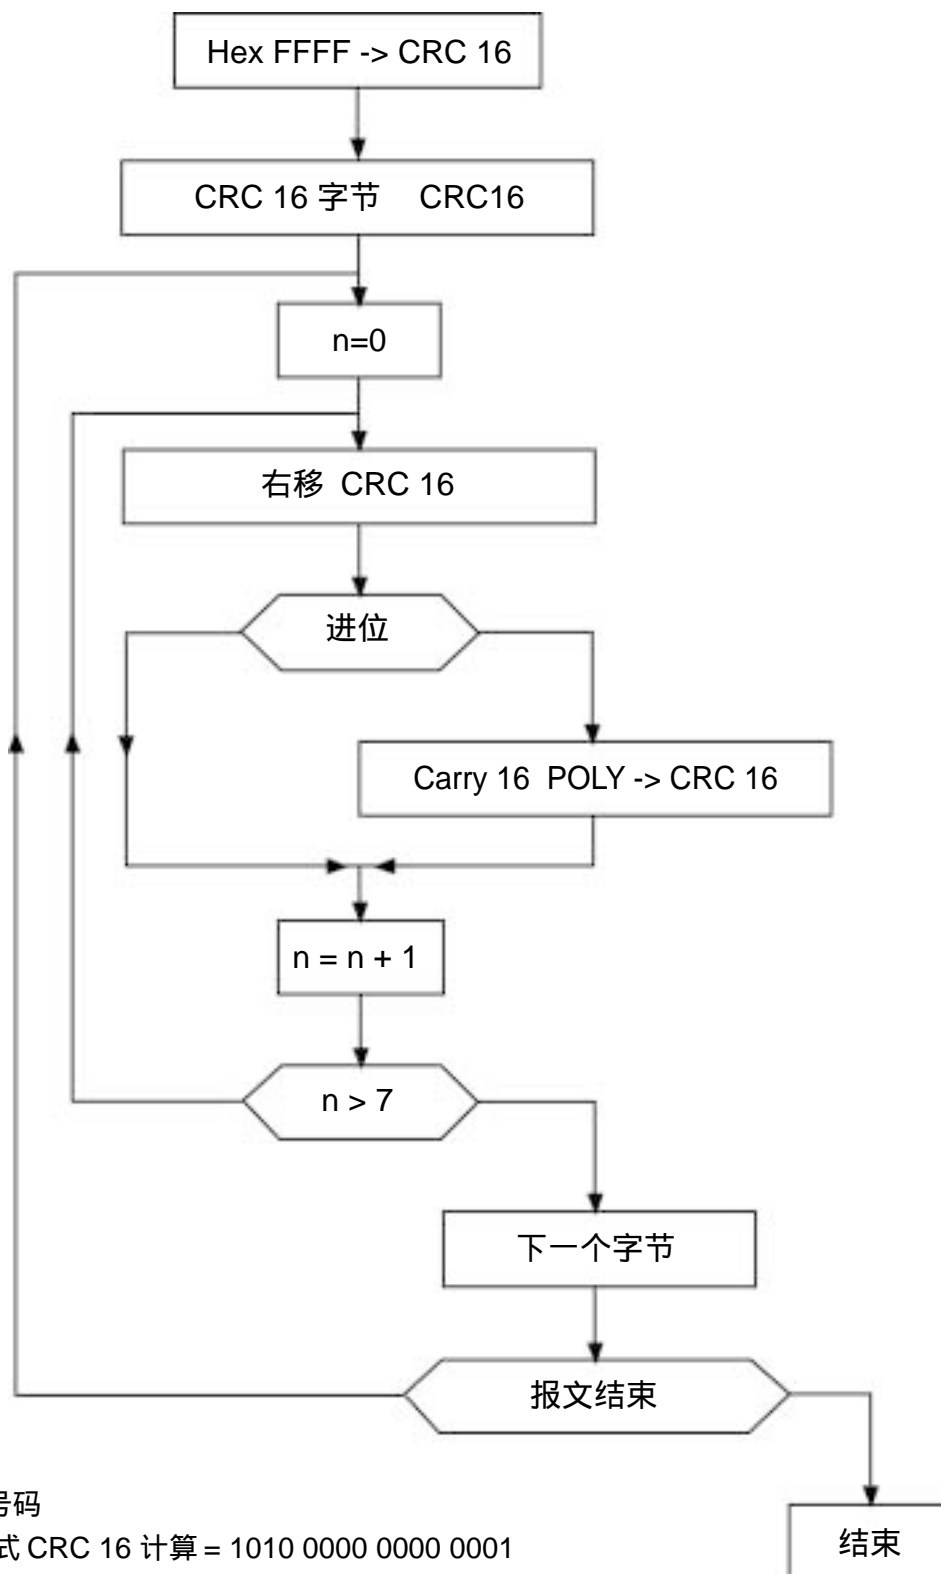 Hex FFFF -> CRC 16
CRC 16 字节 CRC16
n=0
右移 CRC 16
进位
Carry 16 POLY -> CRC 16
n = n + 1
n > 7
下一个字节
报文结束
号码
式 CRC 16 计算 = 1010 0000 0000 0001
结束